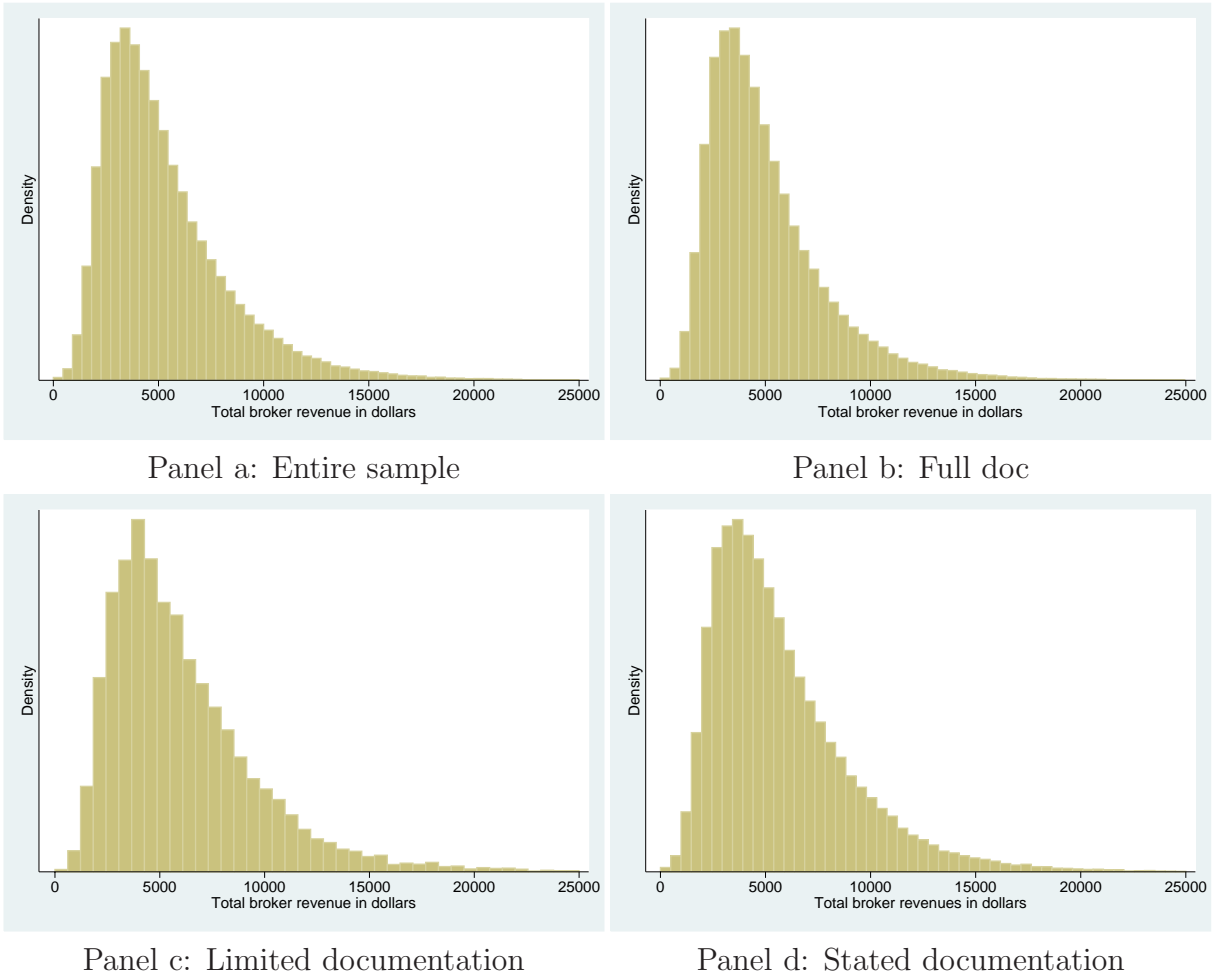 Density
0 5000 10000 15000 20000 25000
Total broker revenue in dollars
Panel a: Entire sample
Density
0 5000 10000 15000 20000 25000
Total broker revenue in dollars
Panel b: Full doc
Density
0 5000 10000 15000 20000 25000
Total broker revenue in dollars
Panel c: Limited documentation
Density
0 5000 10000 15000 20000 25000
Total broker revenues in dollars
Panel d: Stated documentation